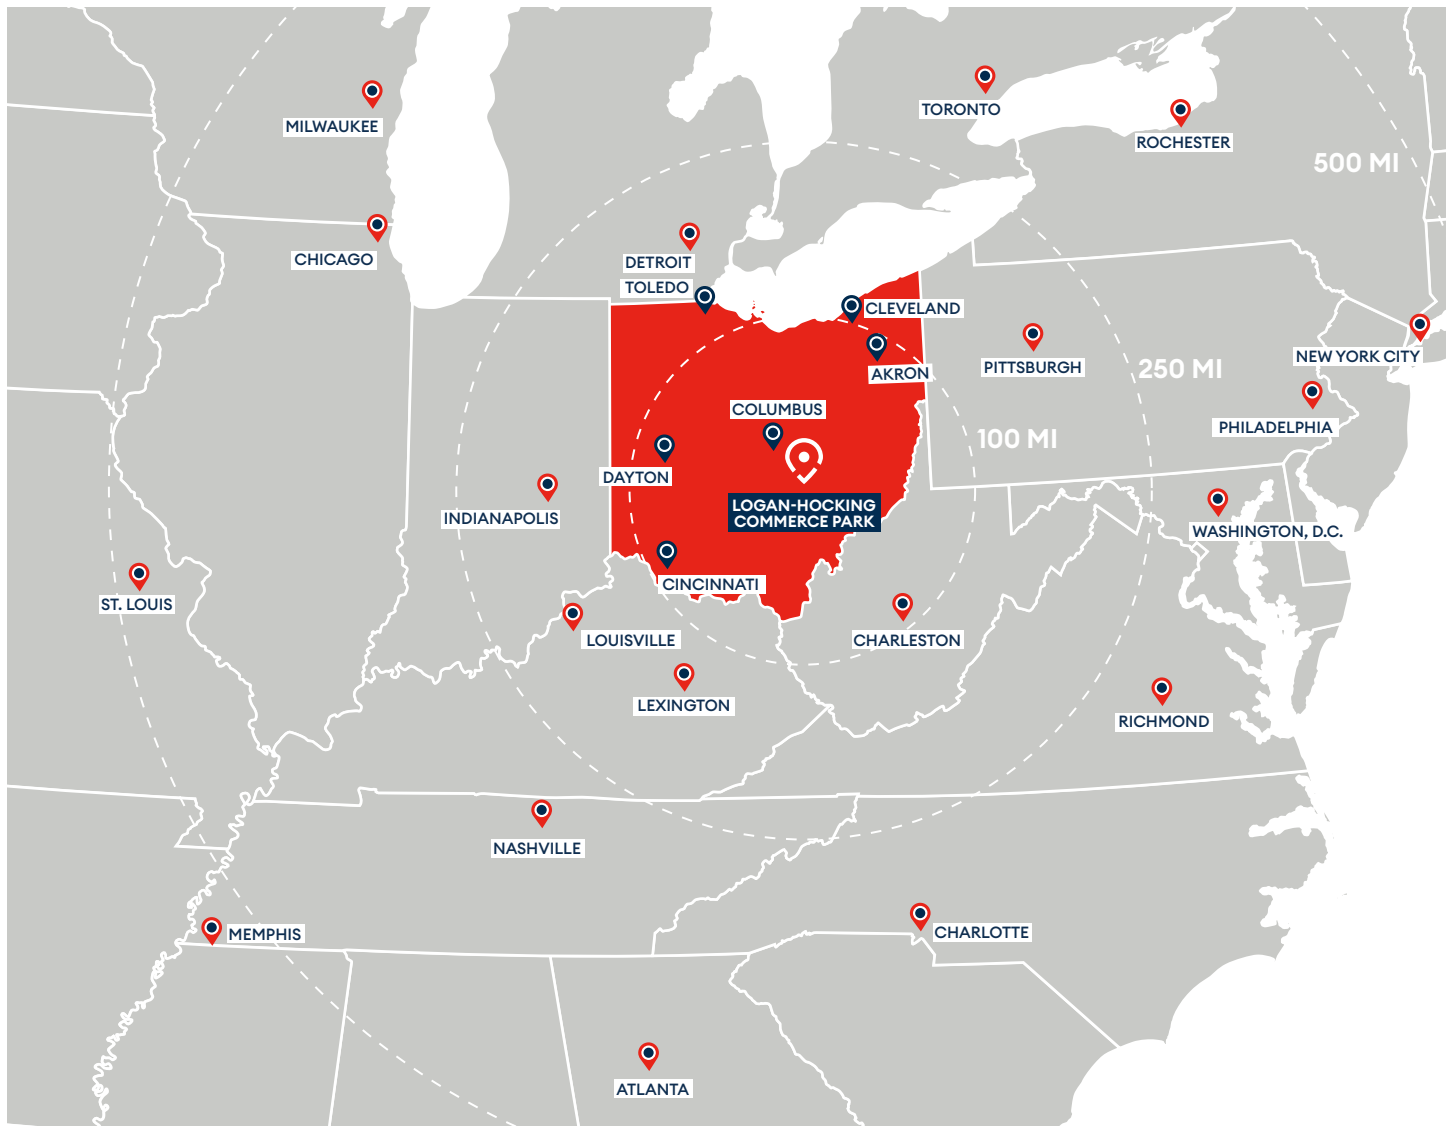 TORONTO
MILWAUKEE
ROCHESTER
500 MI
CHICAGO
DETROIT
TOLEDO
CLEVELAND
NEW YORK CITY
PITTSBURGH
250 MI
AKRON
COLUMBUS
PHILADELPHIA
100 MI
DAYTON
LOGAN-HOCKING
COMMERCE PARK
INDIANAPOLIS
WASHINGTON, D.C.
CINCINNATI
ST. LOUIS
LOUISVILLE
CHARLESTON
LEXINGTON
RICHMOND
NASHVILLE
MEMPHIS
CHARLOTTE
ATLANTA